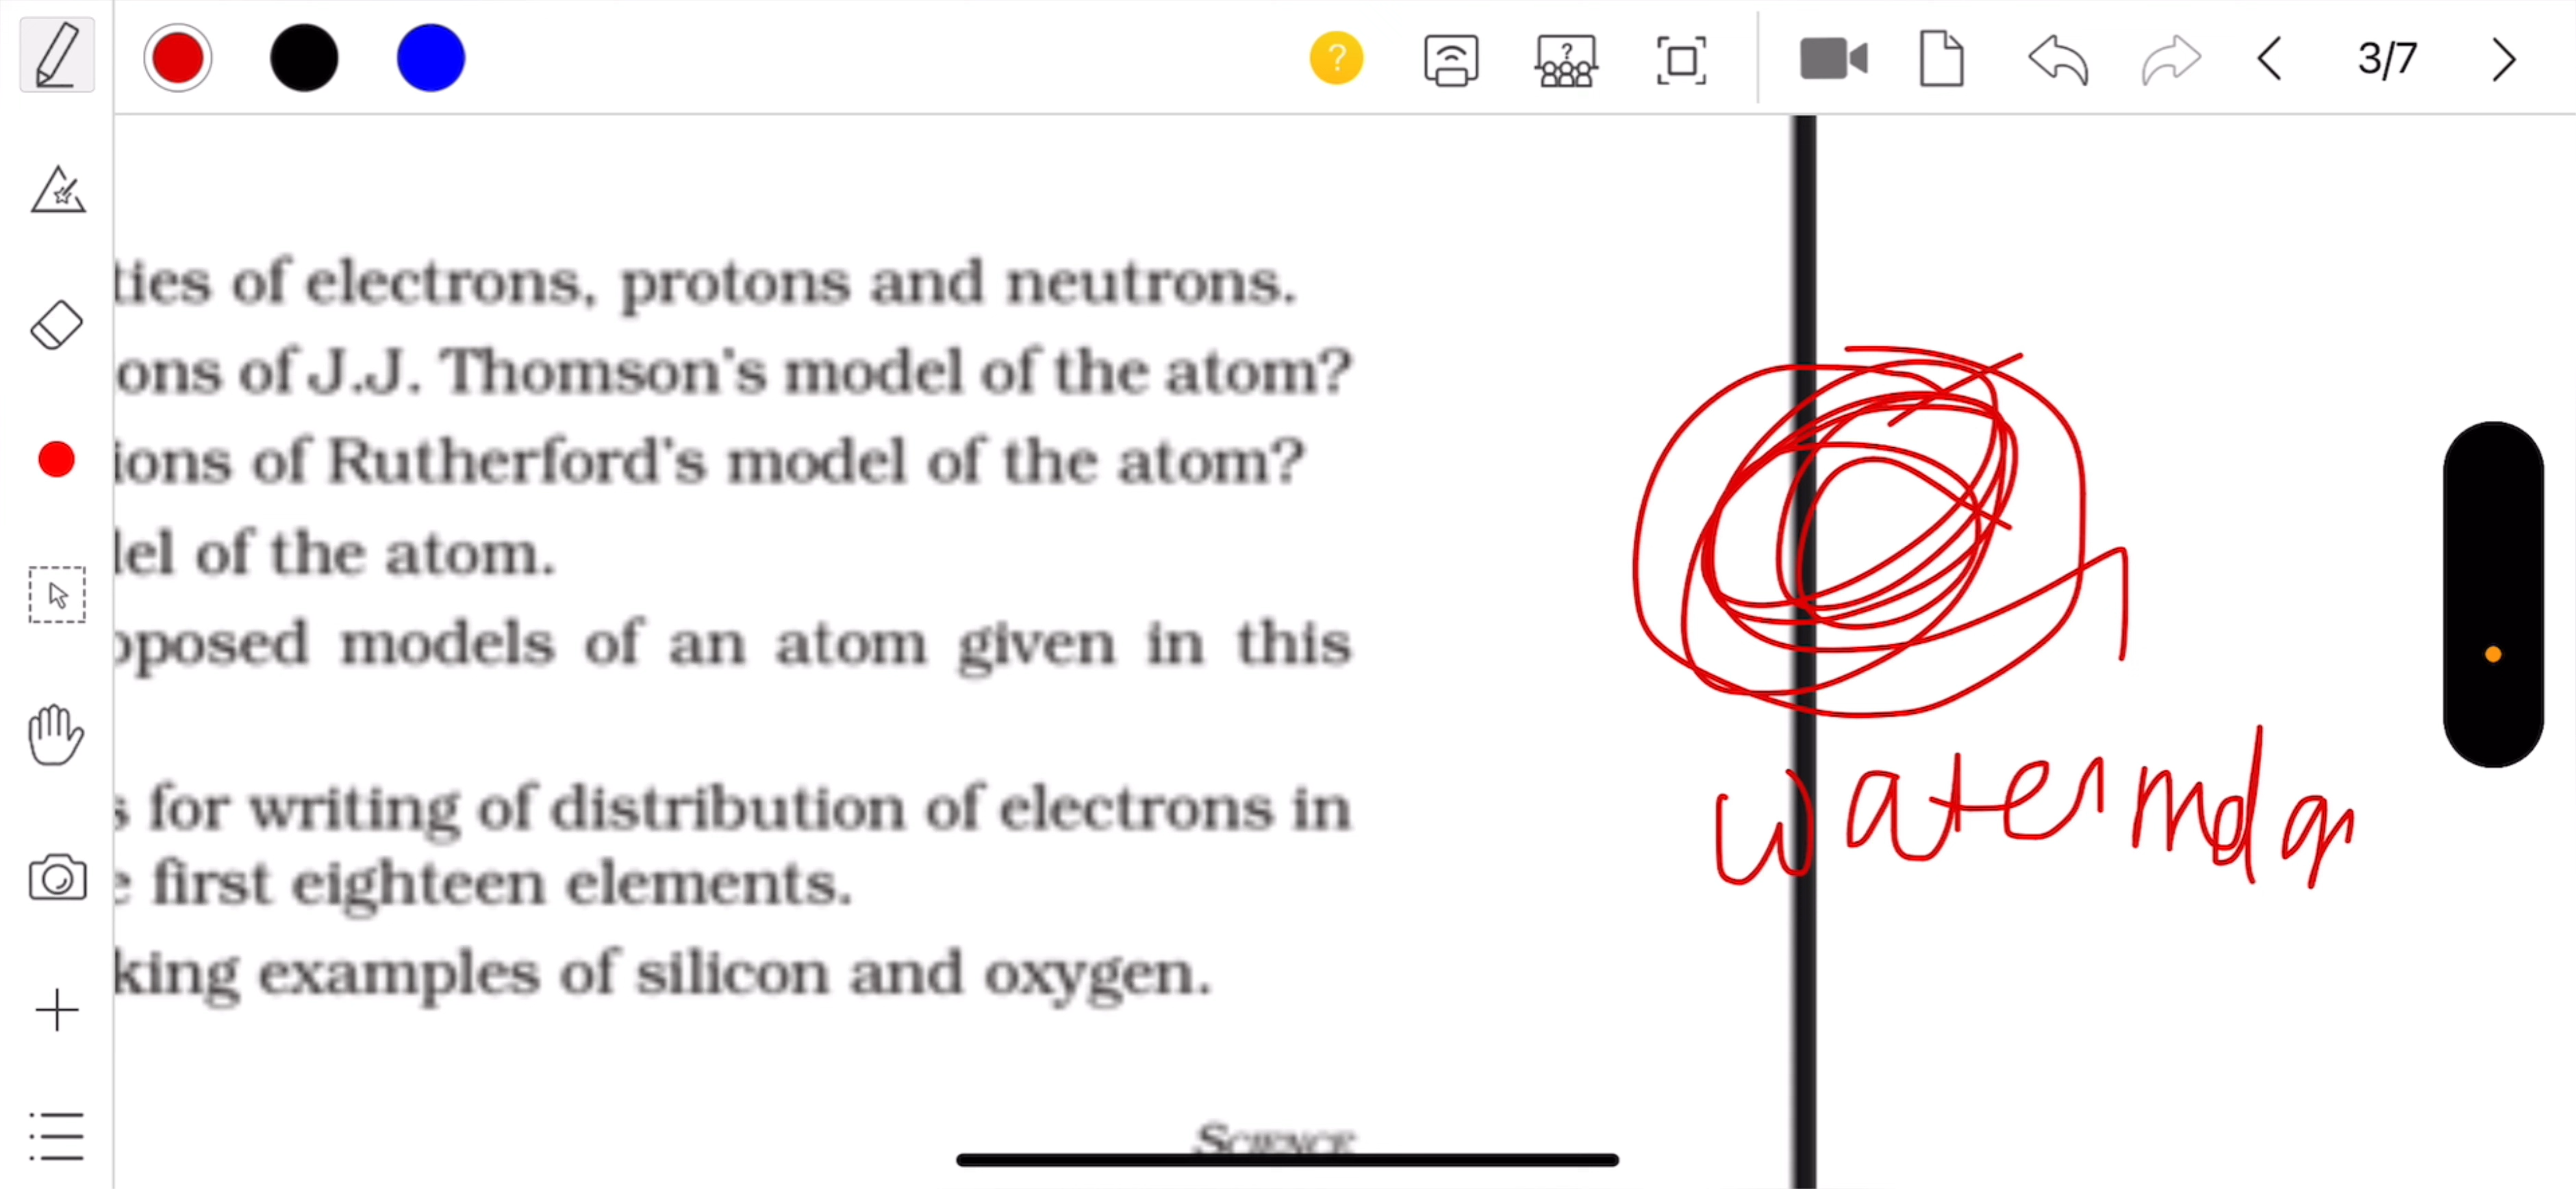 ?
?
3/7
ties of electrons, protons and neutrons.
ons of J.J. Thomson's model of the atom?
ions of Rutherford's model of the atom?
lel of the atom.
pposed models of an atom given in this
s for writing of distribution of electrons in
e first eighteen elements.
king examples of silicon and oxygen.
SCIENCE